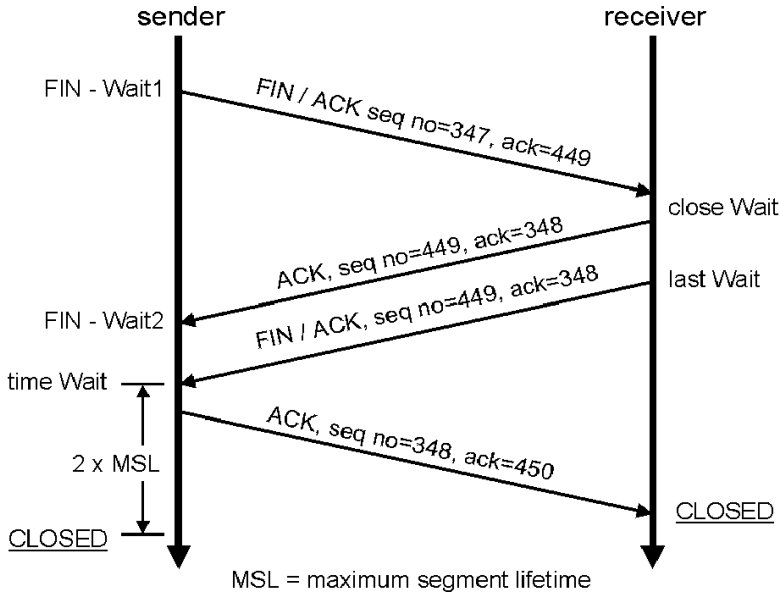 sender
receiver
FIN - Wait1
FIN / ACK seq no=347, ack=449
close Wait
ACK, seq no=449, ack=348
last Wait
FIN - Wait2
FIN / ACK, seq no=449, ack=348
time Wait
ACK, seq no=348, ack=450
2 x MSL
CLOSED
CLOSED
MSL = maximum segment lifetime